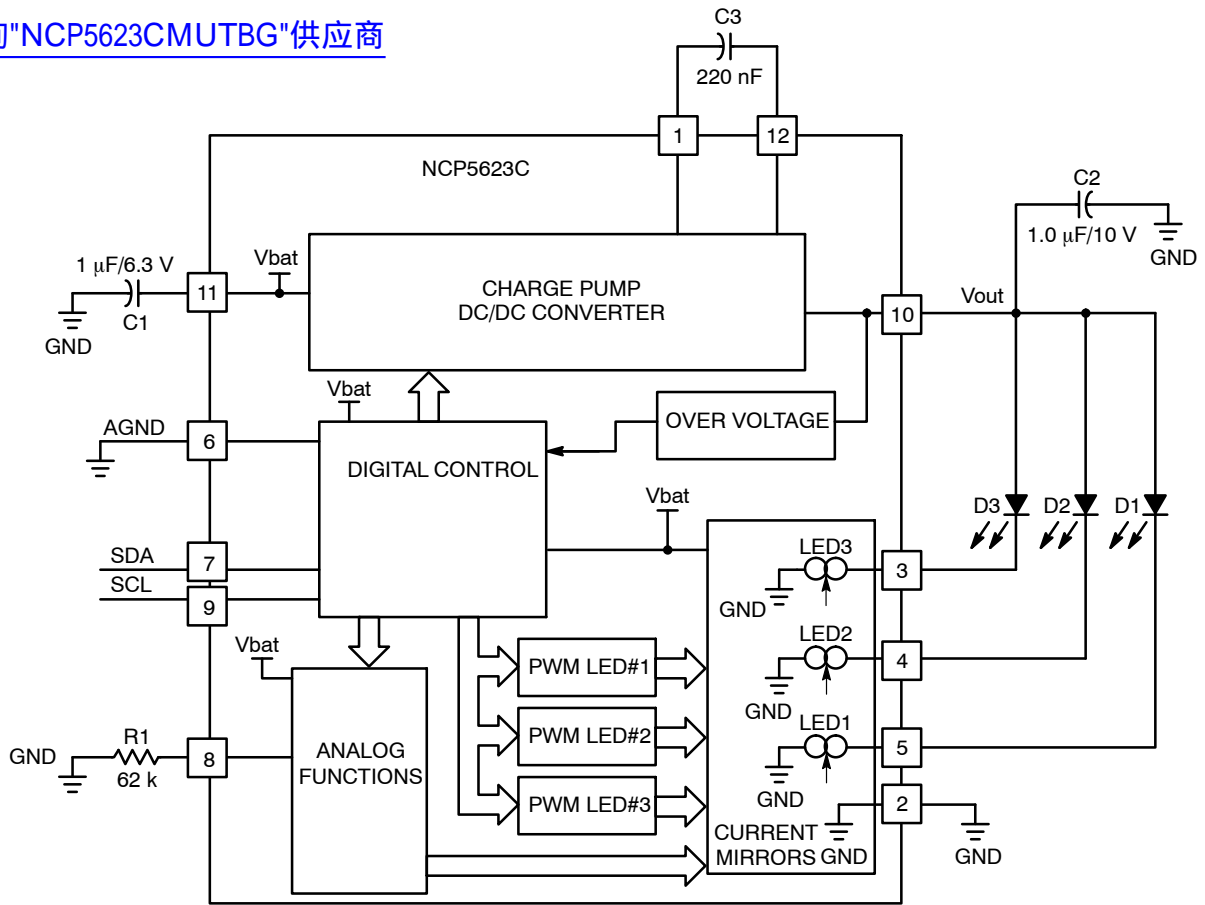 "NCP5623CMUTBG"供应商
C3
220 nF
1
12
NCP5623C
C2
1.0 μF/10 V
GND
1 μF/6.3 V
C1
GND
11
Vbat
CHARGE PUMP
DC/DC CONVERTER
10
Vout
Vbat
AGND
6
DIGITAL CONTROL
OVER VOLTAGE
Vbat
D3
D2
D1
SDA
7
SCL
9
LED3
GND
3
LED2
GND
4
LED1
GND
5
Vbat
PWM LED#1
PWM LED#2
PWM LED#3
GND
R1
62 k
8
ANALOG
FUNCTIONS
2
CURRENT
MIRRORS
GND
GND